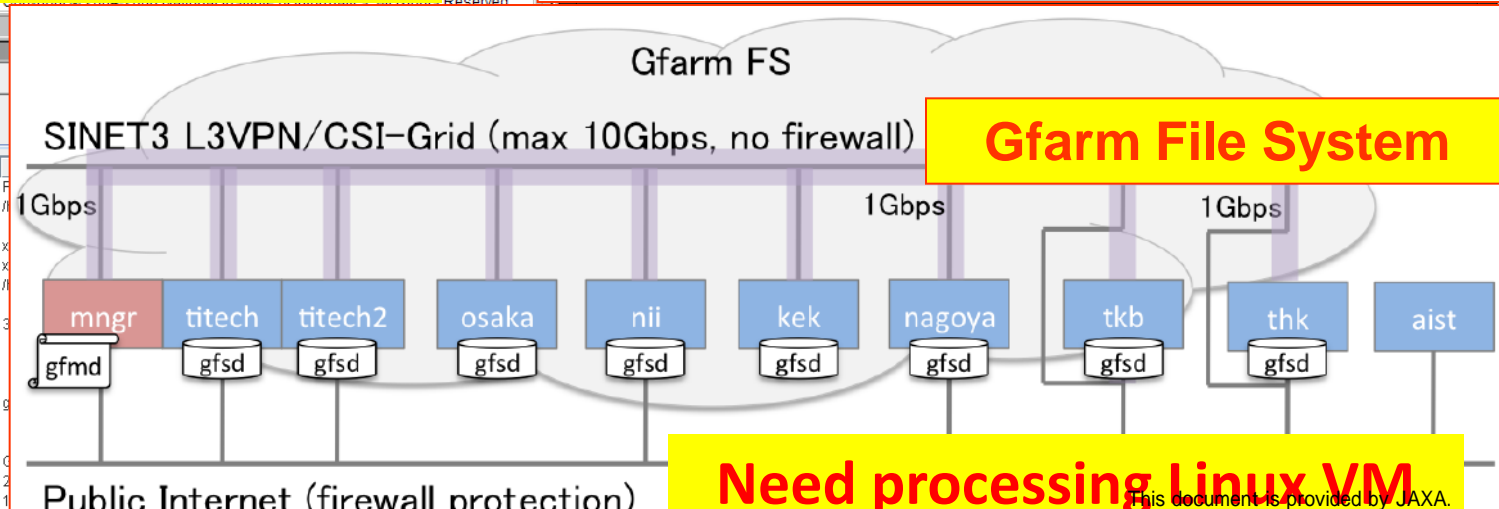 Gfarm FS
SINET3 L3VPN/CSI-Grid (max 10Gbps, no firewall)
Gfarm File System
1Gbps
1Gbps
1Gbps
mngr
titech
titech2
osaka
nii
kek
nagoya
tkb
thk
aist
gfmd
gfsd
gfsd
gfsd
gfsd
gfsd
gfsd
gfsd
gfsd
Need processing Linux VM
This document is provided by JAXA.
Public Internet (firewall protection)